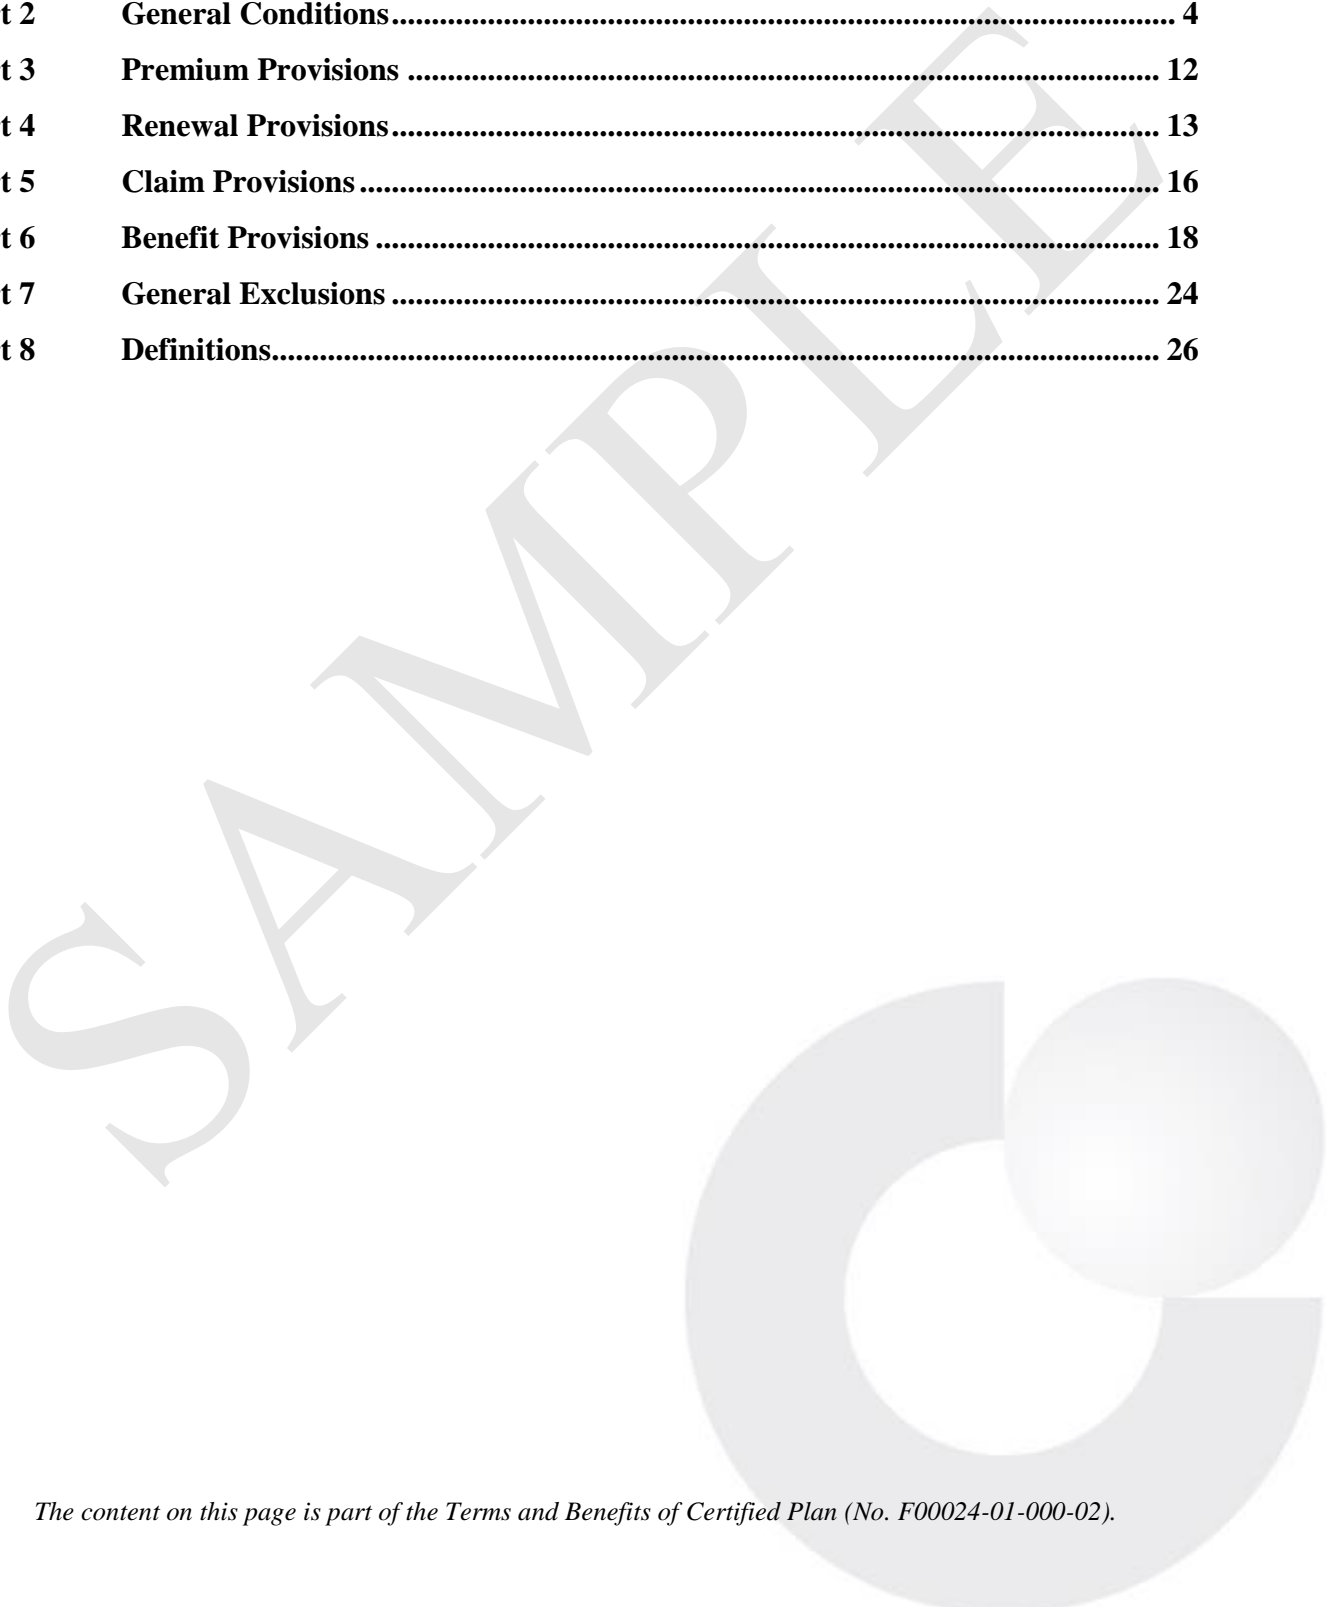 t 2 General Conditions.................................................................................................. 4
t 3 Premium Provisions .............................................................................................. 12
t 4 Renewal Provisions................................................................................................ 13
t 5 Claim Provisions.................................................................................................... 16
t 6 Benefit Provisions .................................................................................................. 18
t 7 General Exclusions ................................................................................................ 24
t 8 Definitions............................................................................................................... 26
SAMPLE
The content on this page is part of the Terms and Benefits of Certified Plan (No. F00024-01-000-02).